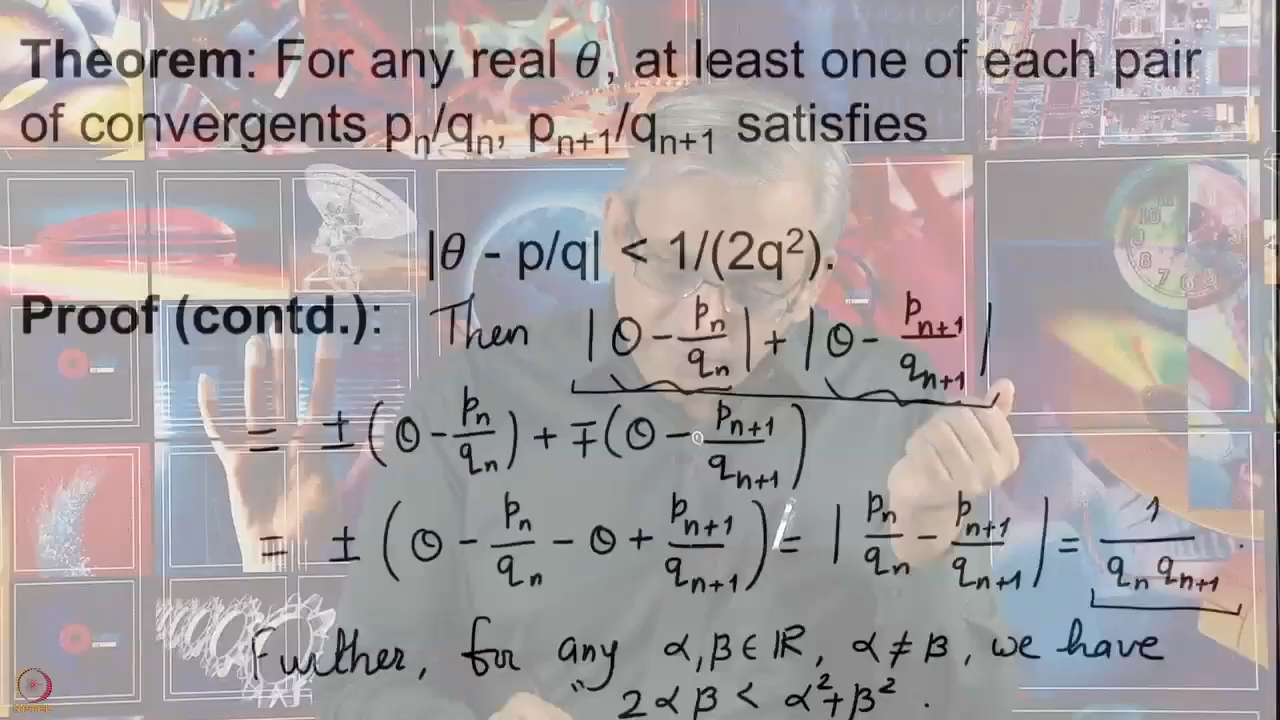 Theorem: For any real θ, at least one of each pair
of convergents pₙ/qₙ, pₙ₊₁/qₙ₊₁ satisfies
|θ - p/q| < 1/(2q²).
Proof (contd.): Then |θ - pₙ/qₙ| + |θ - pₙ₊₁/qₙ₊₁|
= ±(θ - pₙ/qₙ) + ∓(θ - pₙ₊₁/qₙ₊₁)
= ±(θ - pₙ/qₙ - θ + pₙ₊₁/qₙ₊₁) = |pₙ/qₙ - pₙ₊₁/qₙ₊₁| = 1/(qₙ qₙ₊₁).
Further, for any α, β ∈ ℝ, α ≠ β, we have
2αβ < α² + β².
NPTEL